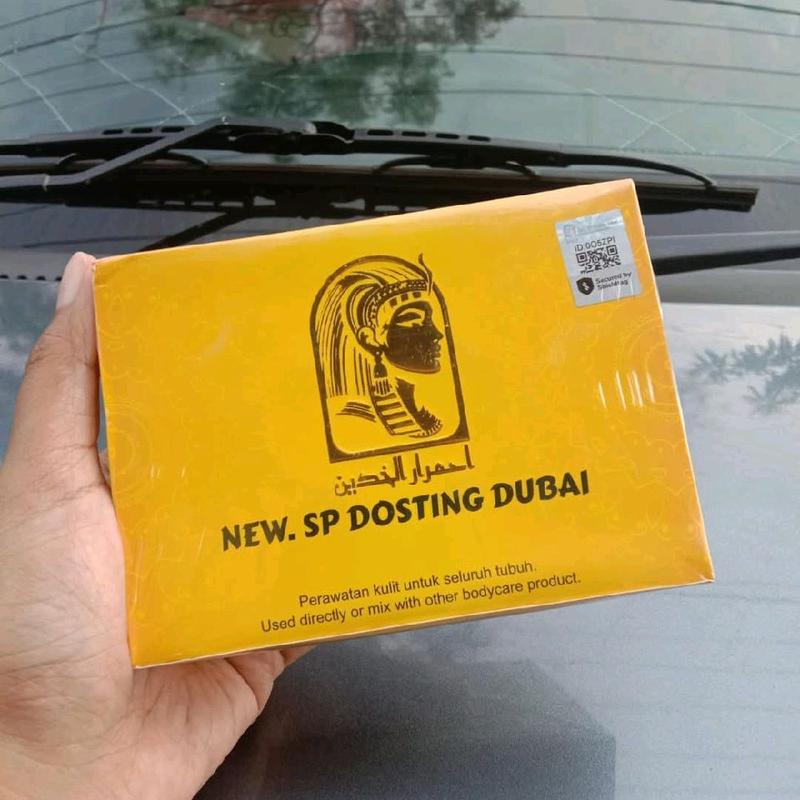 ID:0O5ZPI
Secured by
احمرار الخدين
NEW. SP DOSTING DUBAI
Perawatan kulit untuk seluruh tubuh.
Used directly or mix with other bodycare product.